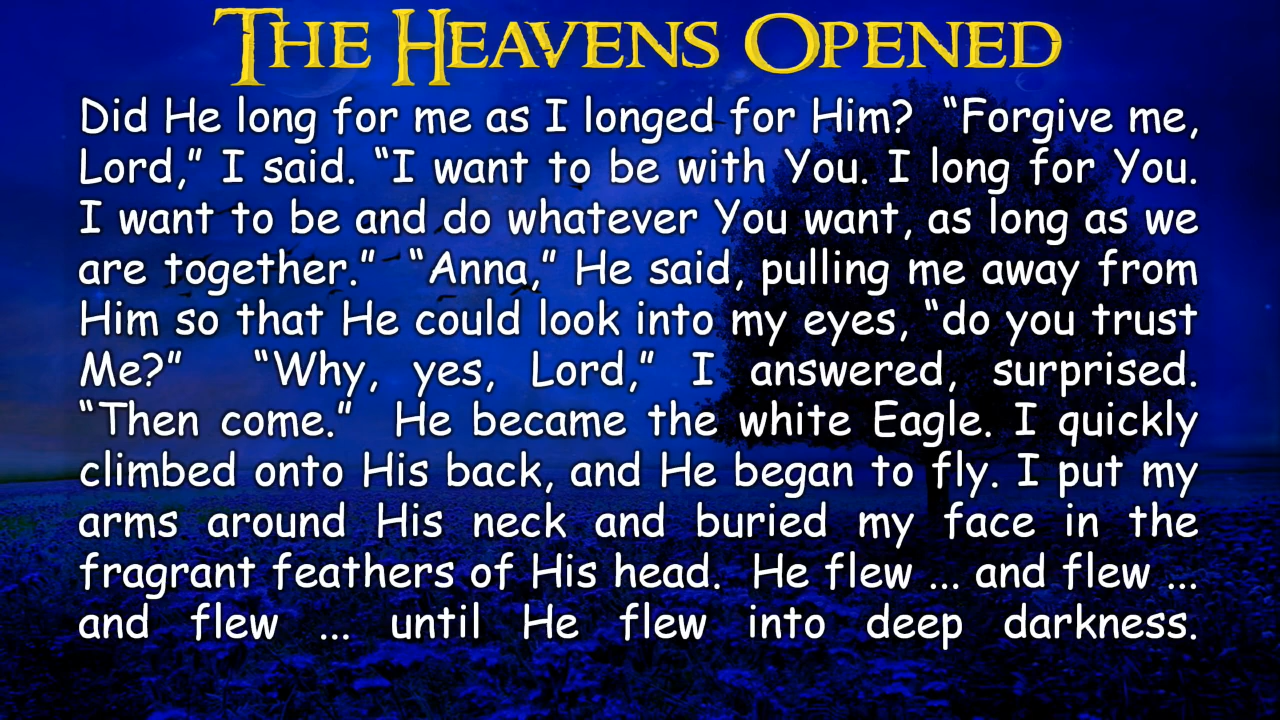 THE HEAVENS OPENED
Did He long for me as I longed for Him?  “Forgive me,
Lord,” I said. “I want to be with You. I long for You.
I want to be and do whatever You want, as long as we
are together.”  “Anna,” He said, pulling me away from
Him so that He could look into my eyes, “do you trust
Me?”  “Why, yes, Lord,” I answered, surprised.
“Then come.”  He became the white Eagle. I quickly
climbed onto His back, and He began to fly. I put my
arms around His neck and buried my face in the
fragrant feathers of His head.  He flew ... and flew ...
and flew ... until He flew into deep darkness.